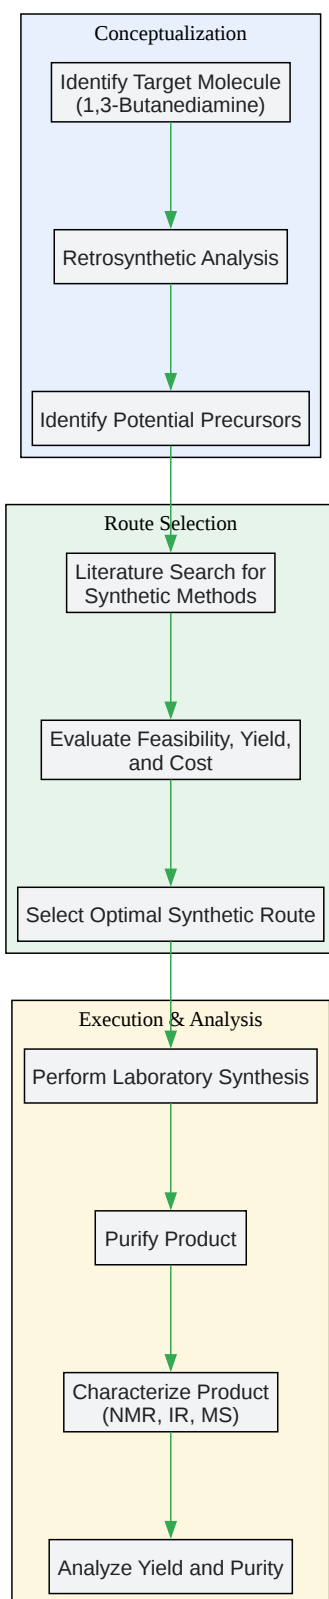 Conceptualization
Identify Target Molecule
(1,3-Butanediamine)
Retrosynthetic Analysis
Identify Potential Precursors
Route Selection
Literature Search for
Synthetic Methods
Evaluate Feasibility, Yield,
and Cost
Select Optimal Synthetic Route
Execution & Analysis
Perform Laboratory Synthesis
Purify Product
Characterize Product
(NMR, IR, MS)
Analyze Yield and Purity